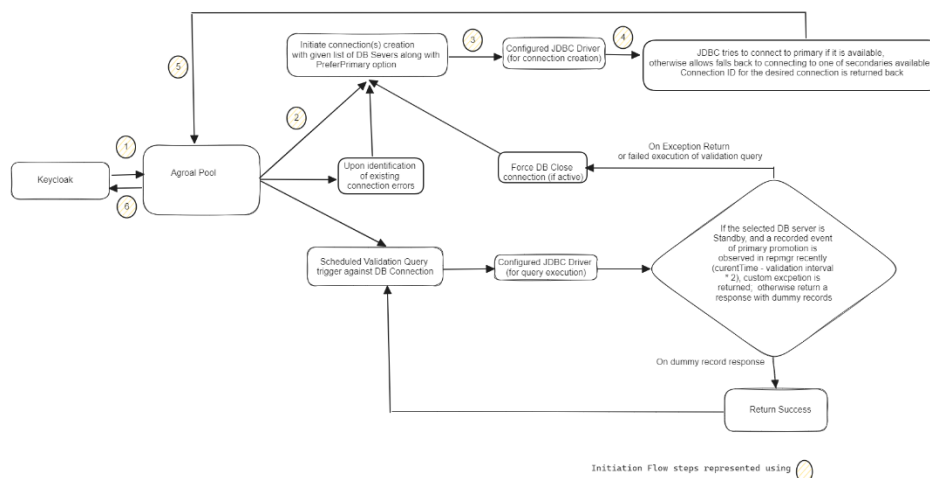 Initiate connection(s) creation
with given list of DB Severs along with
PreferPrimary option
3
Configured JDBC Driver
(for connection creation)
4
JDBC tries to connect to primary if it is available,
otherwise allows falls back to connecting to one of secondaries available
Connection ID for the desired connection is returned back
5
2
On Exception Return
or failed execution of validation query
1
Keycloak
Agroal Pool
6
Upon identification
of existing
connection errors
Force DB Close
connection (if active)
If the selected DB server is
Standby, and a recorded event
of primary promotion is
observed in repmgr recently
(curentTime - validation interval
* 2), custom excpetion is
returned; otherwise return a
response with dummy records
Scheduled Validation Query
trigger against DB Connection
Configured JDBC Driver
(for query execution)
On dummy record response
Return Success
Initiation Flow steps represented using